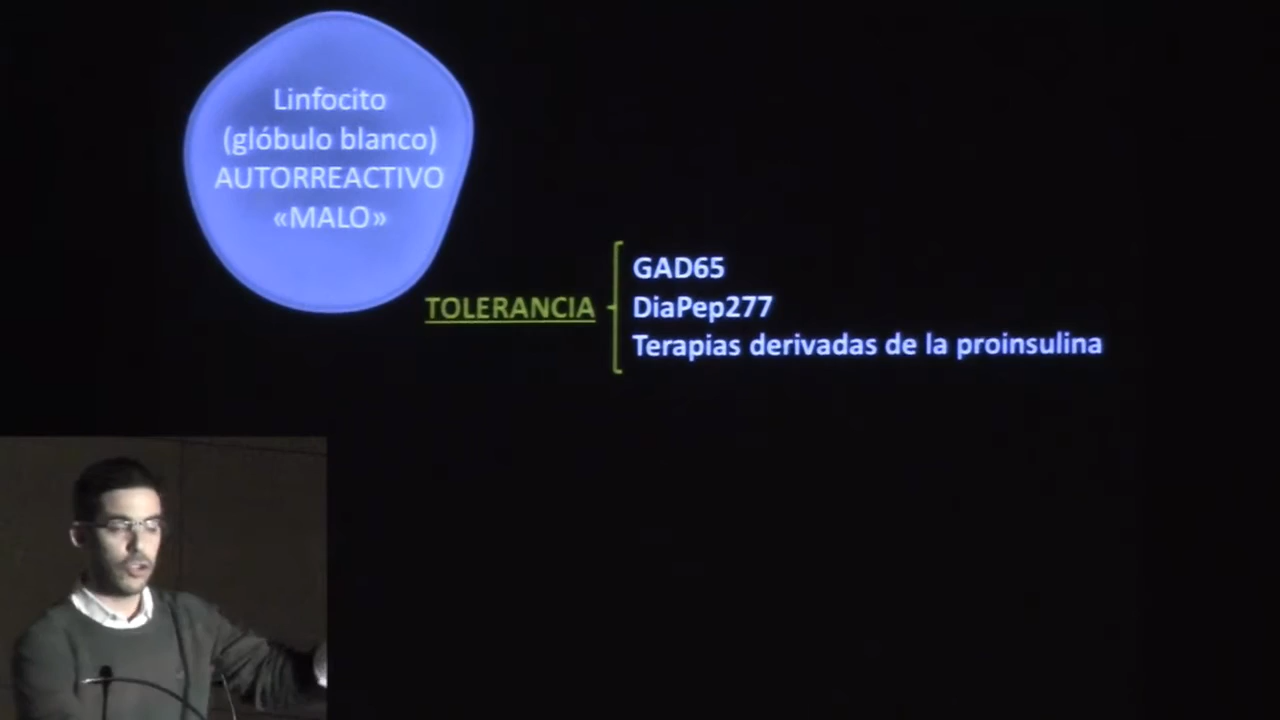 Linfocito
(glóbulo blanco)
AUTORREACTIVO
«MALO»
TOLERANCIA
GAD65
DiaPep277
Terapias derivadas de la proinsulina